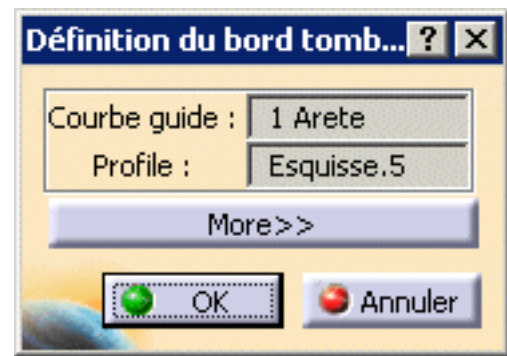 Définition du bord tomb... ? X
Courbe guide : 1 Arete
Profile : Esquisse.5
More>>
OK Annuler